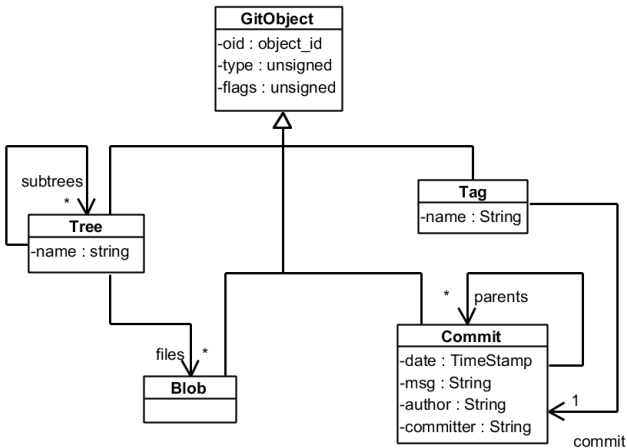 GitObject
-oid : object_id
-type : unsigned
-flags : unsigned
subtrees
*
Tree
-name : string
Tag
-name : String
* parents
files *
Blob
Commit
-date : TimeStamp
-msg : String
-author : String
-committer : String
1
commit